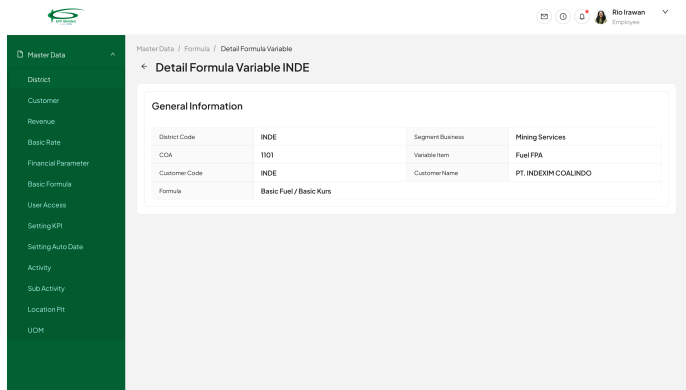 Rio Irawan
Employee
Master Data
District
Customer
Revenue
Basic Rate
Financial Parameter
Basic Formula
User Access
Setting KPI
Setting Auto Date
Activity
Sub Activity
Location Pit
UOM
Master Data / Formula / Detail Formula Variable
Detail Formula Variable INDE
General Information
District Code INDE Segment Business Mining Services
COA 1101 Variable Item Fuel FPA
Customer Code INDE Customer Name PT. INDEXIM COALINDO
Formula Basic Fuel / Basic Kurs